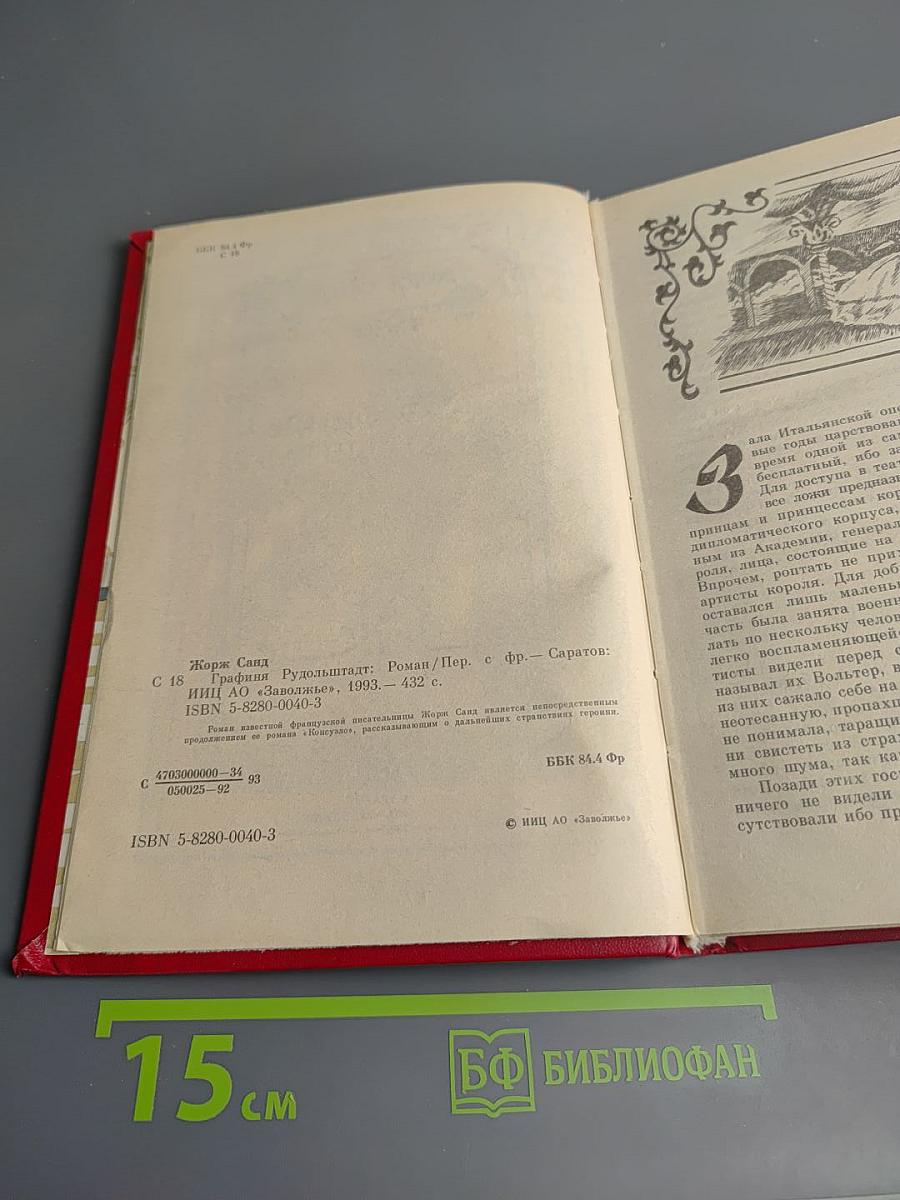 ББК 84.4 Фр
С 18
Жорж Санд
С 18 Графиня Рудольштадт: Роман/Пер. с фр.— Саратов:
ИИЦ АО «Заволжье», 1993.— 432 с.
ISBN 5-8280-0040-3
Роман известной французской писательницы Жорж Санд является непосредственным
продолжением ее романа «Консуэло», рассказывающим о дальнейших странствиях героини.
С 4703000000—34 93
050025—92
ББК 84.4 Фр
ISBN 5-8280-0040-3
© ИИЦ АО «Заволжье»
Зала Итальянской опе
вые годы царствова
время одной из са
бесплатный, ибо за
Для доступа в теа
все ложи предназ
принцам и принцессам кор
дипломатического корпуса,
ным из Академии, генерал
роля, лица, состоящие на
Впрочем, роптать не при
артисты короля. Для доб
оставался лишь малень
часть была занята воен
лать по нескольку чело
легко воспламеняющей
тисты видели перед с
называл их Вольтер, в
из них сажало себе на
неотесанную, пропах
не понимала, таращи
ни свистеть из стра
много шума, так ка
Позади этих гос
ничего не видели
сутствовали ибо пр
15 см
БФ БИБЛИОФАН